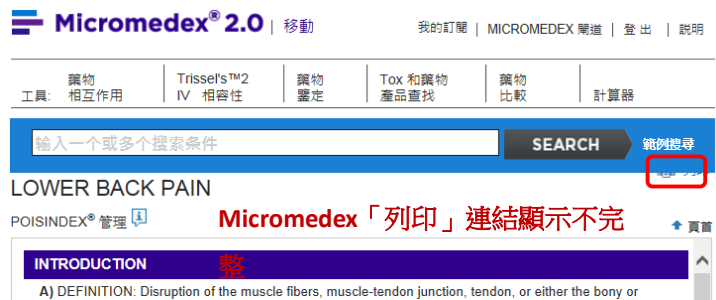 Micromedex® 2.0 | 移動
我的訂閱 | MICROMEDEX 閘道 | 登出 | 説明
工具: 藥物相互作用 | Trissel's™2 IV 相容性 | 藥物鑒定 | Tox 和藥物產品查找 | 藥物比較 | 計算器
输入一个或多个搜索条件 SEARCH 範例搜尋
LOWER BACK PAIN
POISINDEX® 管理
Micromedex「列印」連結顯示不完
整
頁首
INTRODUCTION
A) DEFINITION: Disruption of the muscle fibers, muscle-tendon junction, tendon, or either the bony or